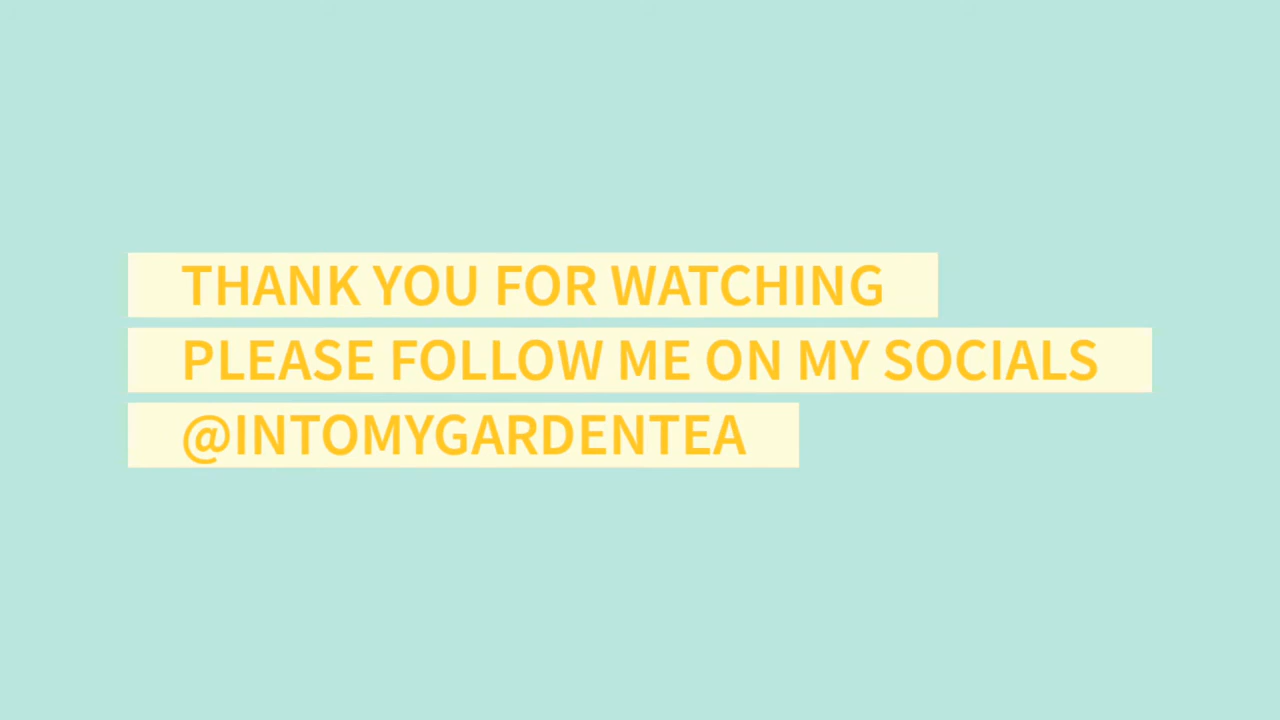 THANK YOU FOR WATCHING
PLEASE FOLLOW ME ON MY SOCIALS
@INTOMYGARDENTEA